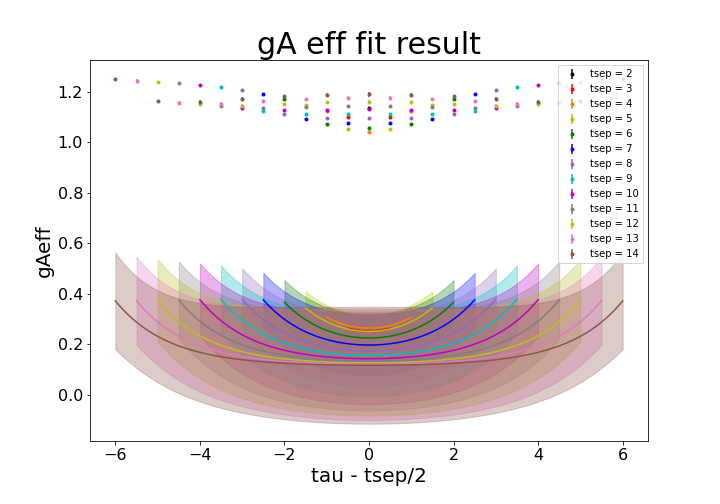 gA eff fit result
gAeff
1.2
1.0
0.8
0.6
0.4
0.2
0.0
tsep = 2
tsep = 3
tsep = 4
tsep = 5
tsep = 6
tsep = 7
tsep = 8
tsep = 9
tsep = 10
tsep = 11
tsep = 12
tsep = 13
tsep = 14
−6 −4 −2 0 2 4 6
tau - tsep/2